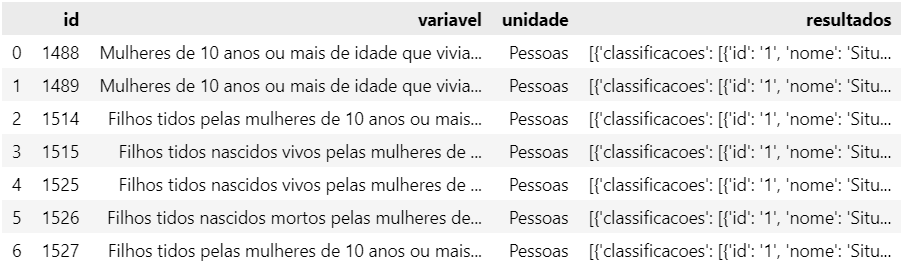 id variavel unidade resultados
0 1488 Mulheres de 10 anos ou mais de idade que vivia... Pessoas [{'classificacoes': [{'id': '1', 'nome': 'Situ...
1 1489 Mulheres de 10 anos ou mais de idade que vivia... Pessoas [{'classificacoes': [{'id': '1', 'nome': 'Situ...
2 1514 Filhos tidos pelas mulheres de 10 anos ou mais... Pessoas [{'classificacoes': [{'id': '1', 'nome': 'Situ...
3 1515 Filhos tidos nascidos vivos pelas mulheres de ... Pessoas [{'classificacoes': [{'id': '1', 'nome': 'Situ...
4 1525 Filhos tidos nascidos vivos pelas mulheres de ... Pessoas [{'classificacoes': [{'id': '1', 'nome': 'Situ...
5 1526 Filhos tidos nascidos mortos pelas mulheres de... Pessoas [{'classificacoes': [{'id': '1', 'nome': 'Situ...
6 1527 Filhos tidos pelas mulheres de 10 anos ou mais... Pessoas [{'classificacoes': [{'id': '1', 'nome': 'Situ...